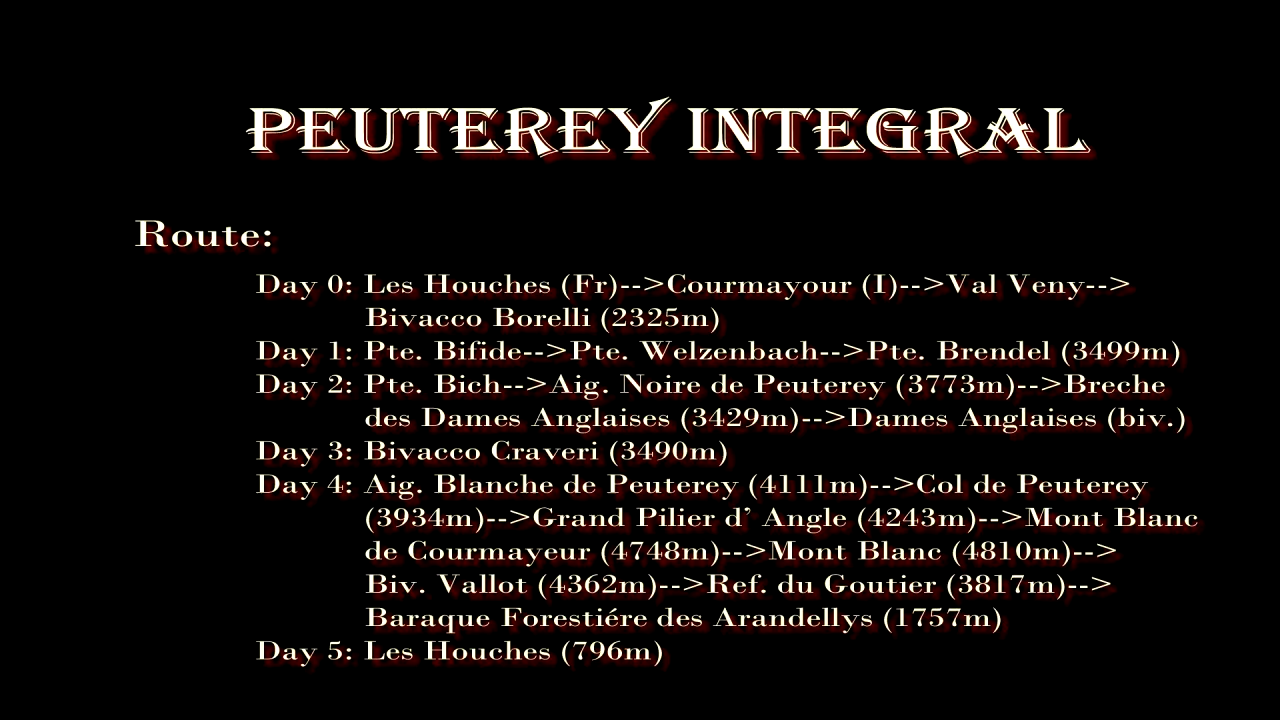 PEUTEREY INTEGRAL
Route:
Day 0: Les Houches (Fr)-->Courmayour (I)-->Val Veny-->
Bivacco Borelli (2325m)
Day 1: Pte. Bifide-->Pte. Welzenbach-->Pte. Brendel (3499m)
Day 2: Pte. Bich-->Aig. Noire de Peuterey (3773m)-->Breche
des Dames Anglaises (3429m)-->Dames Anglaises (biv.)
Day 3: Bivacco Craveri (3490m)
Day 4: Aig. Blanche de Peuterey (4111m)-->Col de Peuterey
(3934m)-->Grand Pilier d' Angle (4243m)-->Mont Blanc
de Courmayeur (4748m)-->Mont Blanc (4810m)-->
Biv. Vallot (4362m)-->Ref. du Goutier (3817m)-->
Baraque Forestiére des Arandellys (1757m)
Day 5: Les Houches (796m)